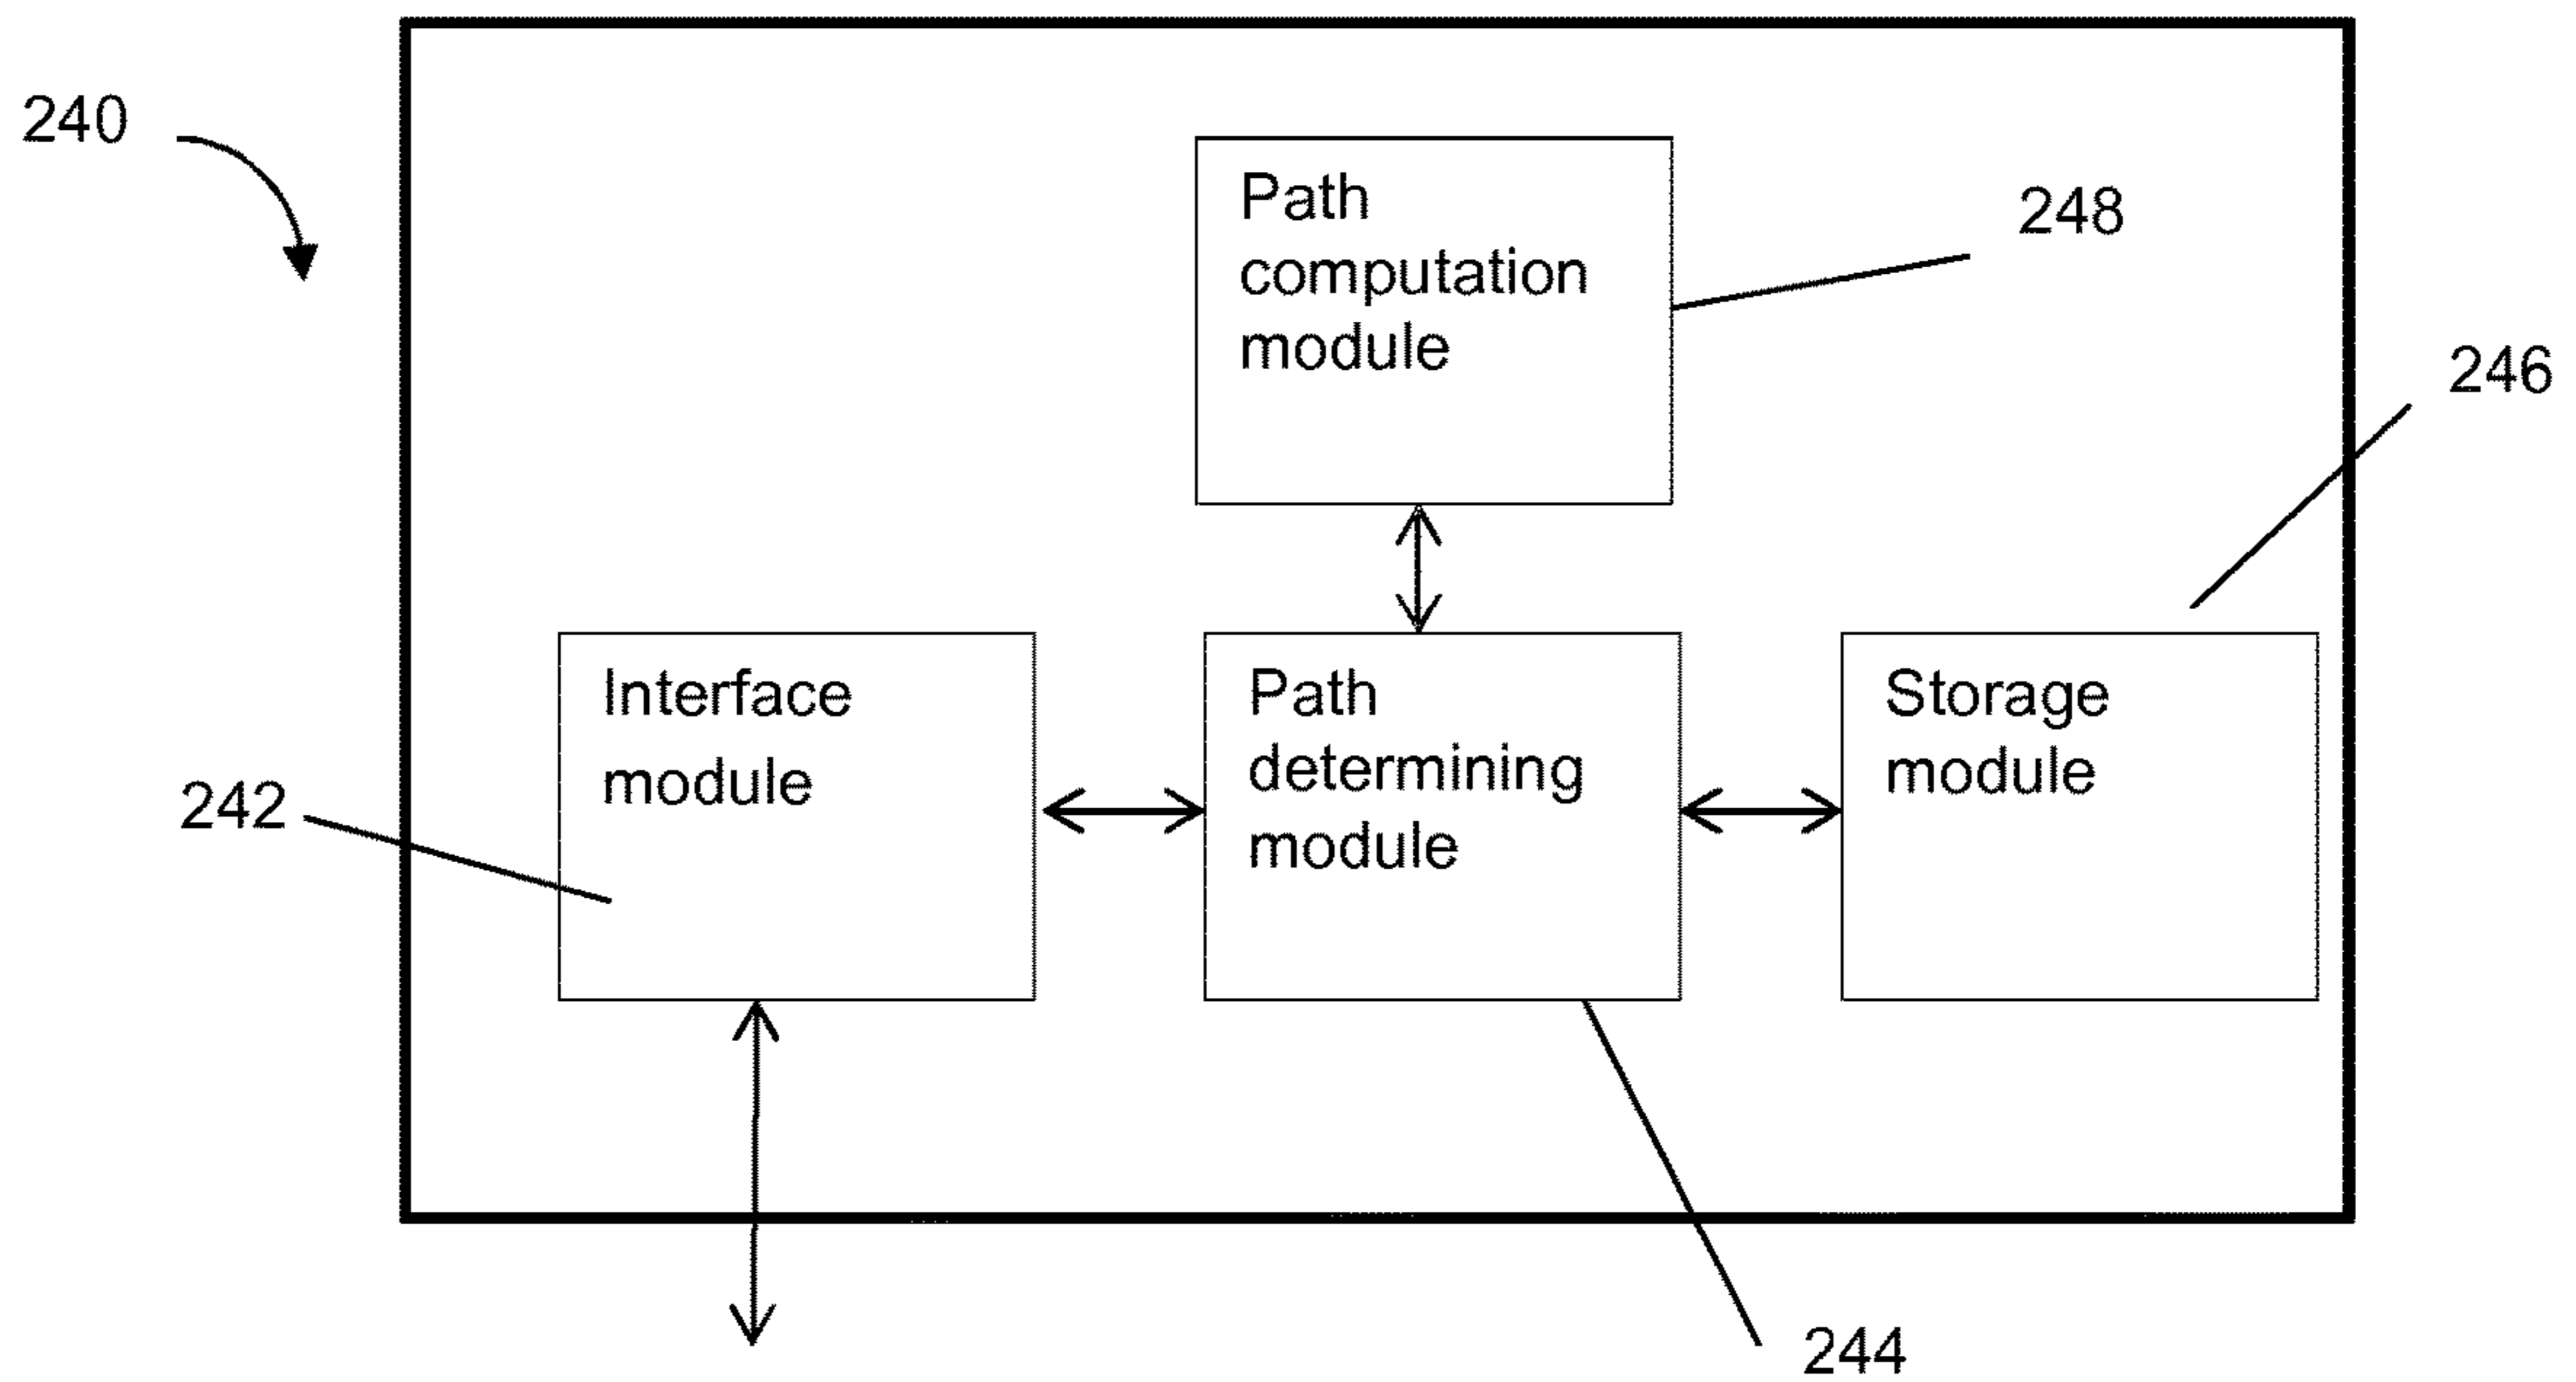 240
Path
computation
module
248
246
Interface
module
242
Path
determining
module
Storage
module
244